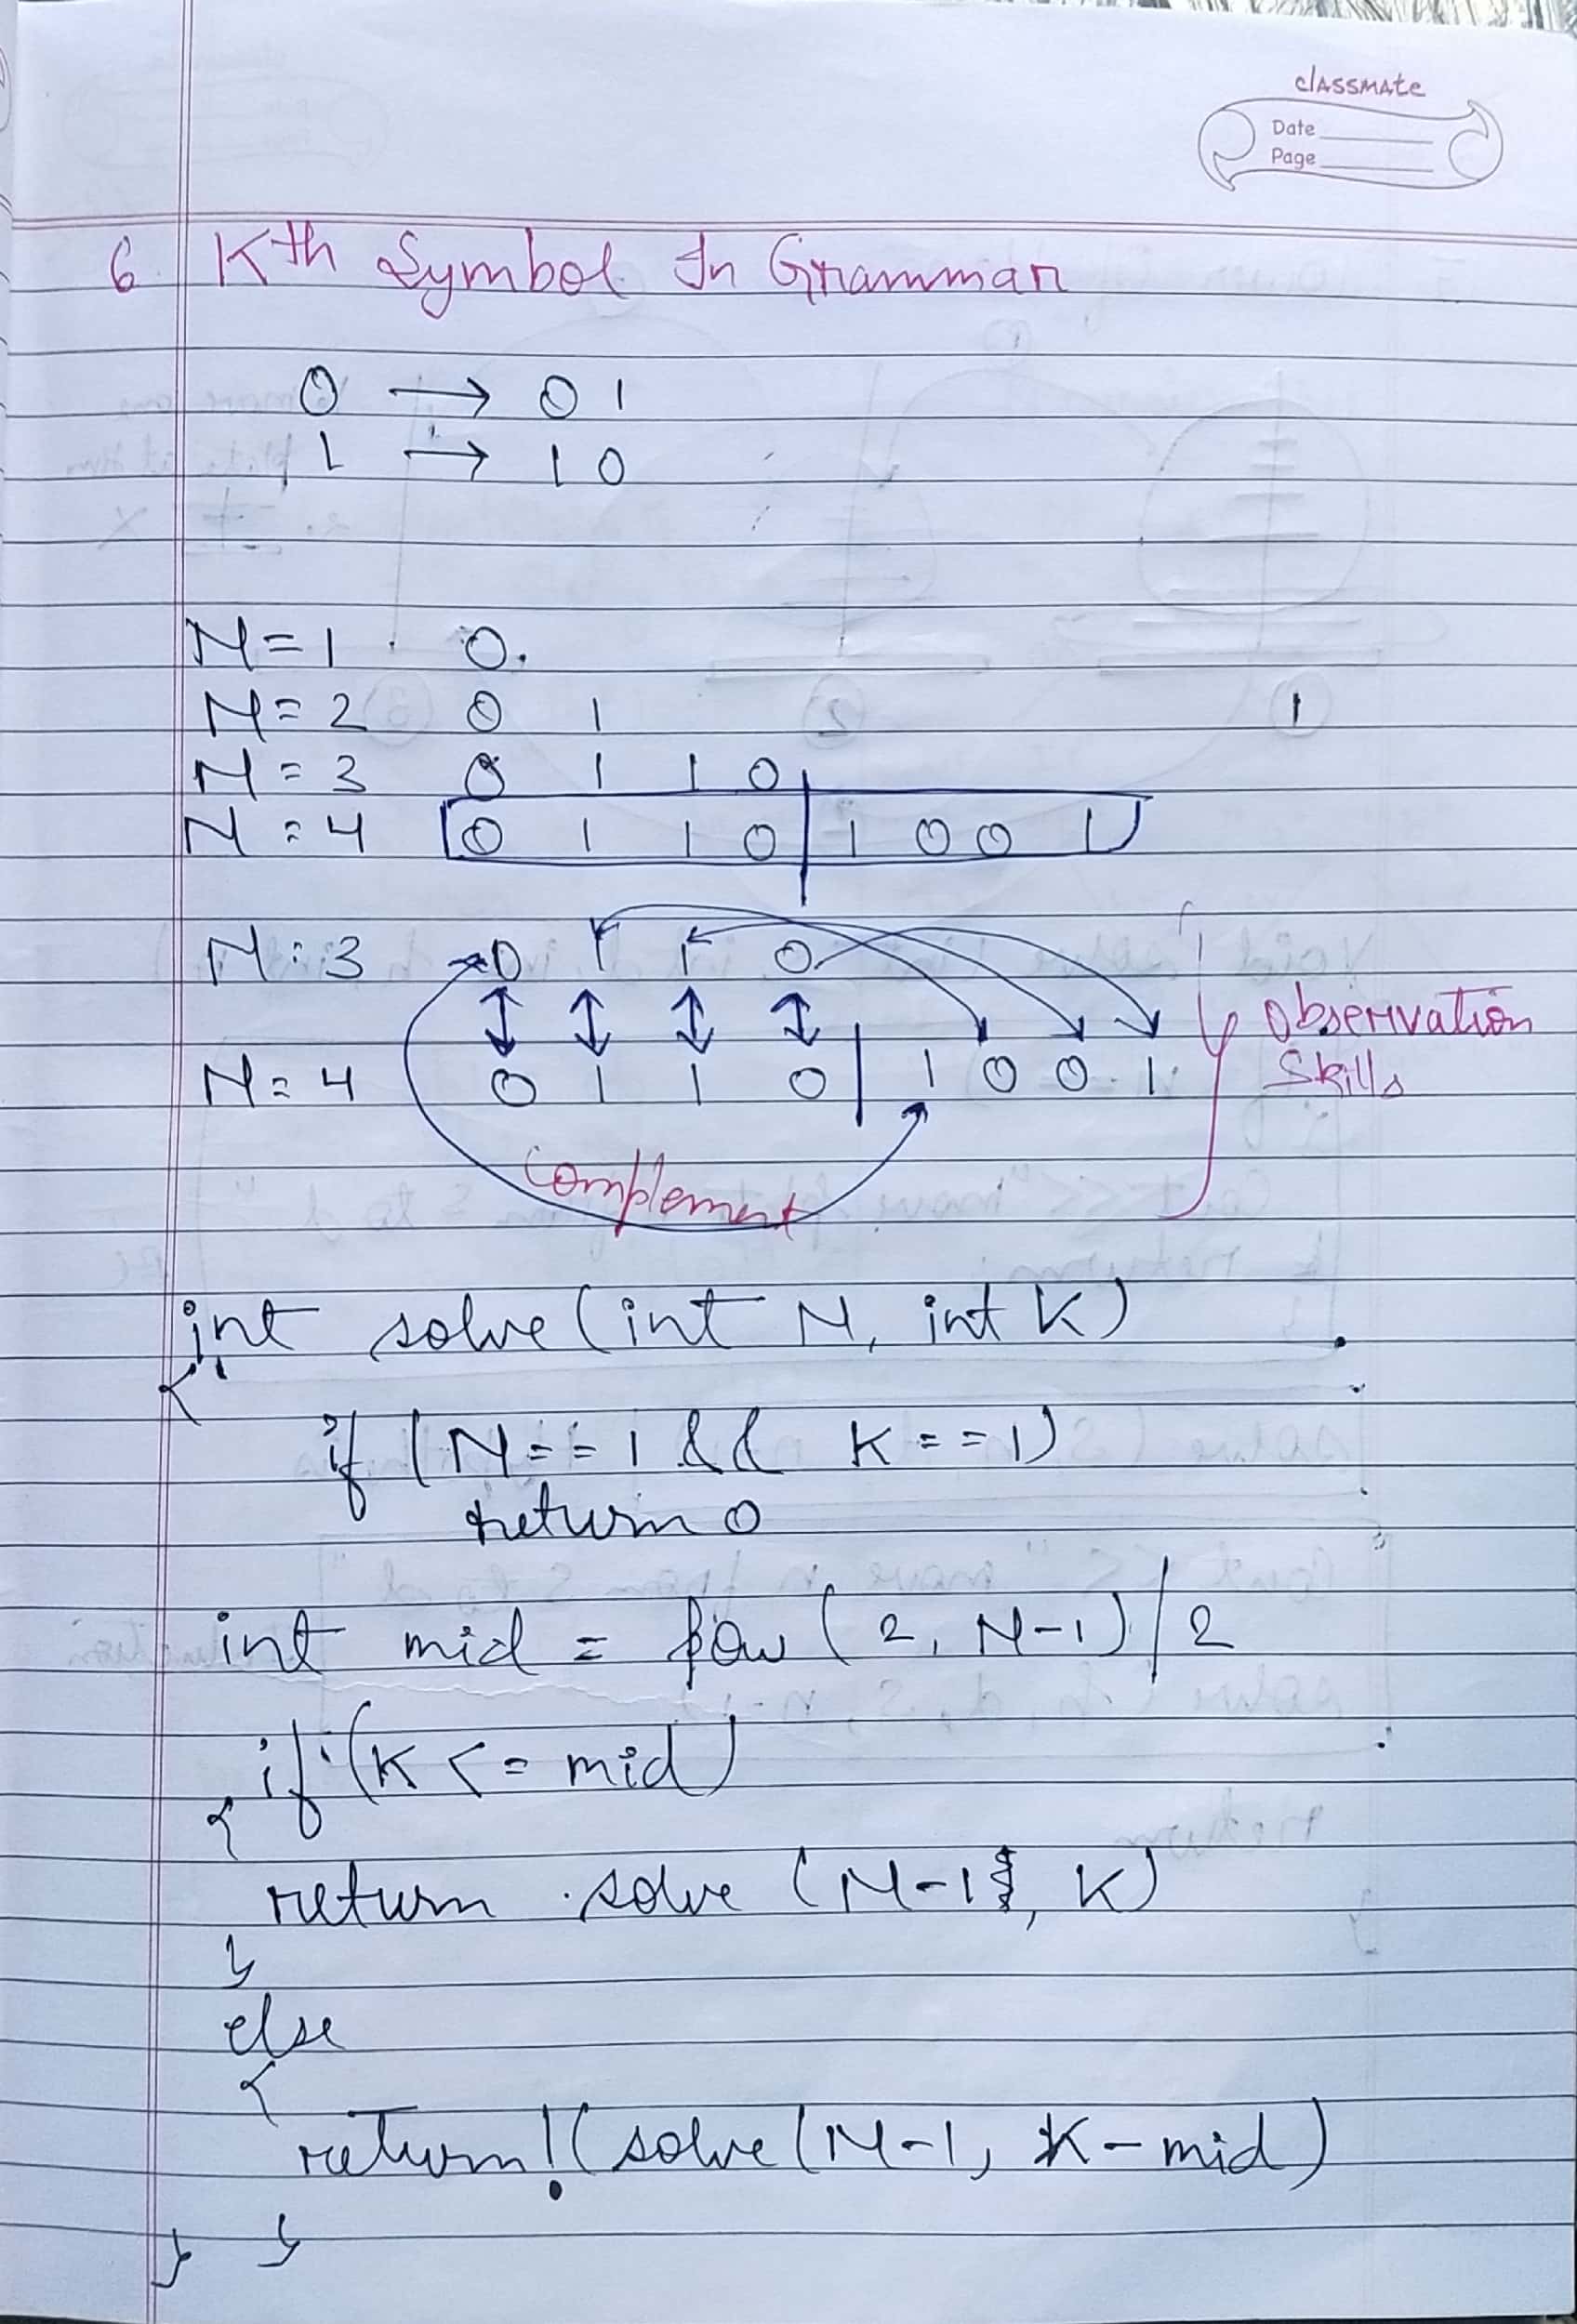 classmate
Date
Page
6. Kth Symbol In Grammar
0 → 0 1
1 → 1 0
N=1 0.
N=2 0 1 1
N=3 0 1 1 0
N=4 0 1 1 0 | 1 0 0 1
N=3 0 1 1 0
Observation
N=4 0 1 1 0 | 1 0 0 1
Skills
Complement
int solve(int N, int K)
{
if (N==1 && K==1)
return 0
int mid = pow(2, N-1)/2
if (K<=mid)
{
return solve (N-1, K)
}
else
{
return !(solve(N-1, K-mid)
} }